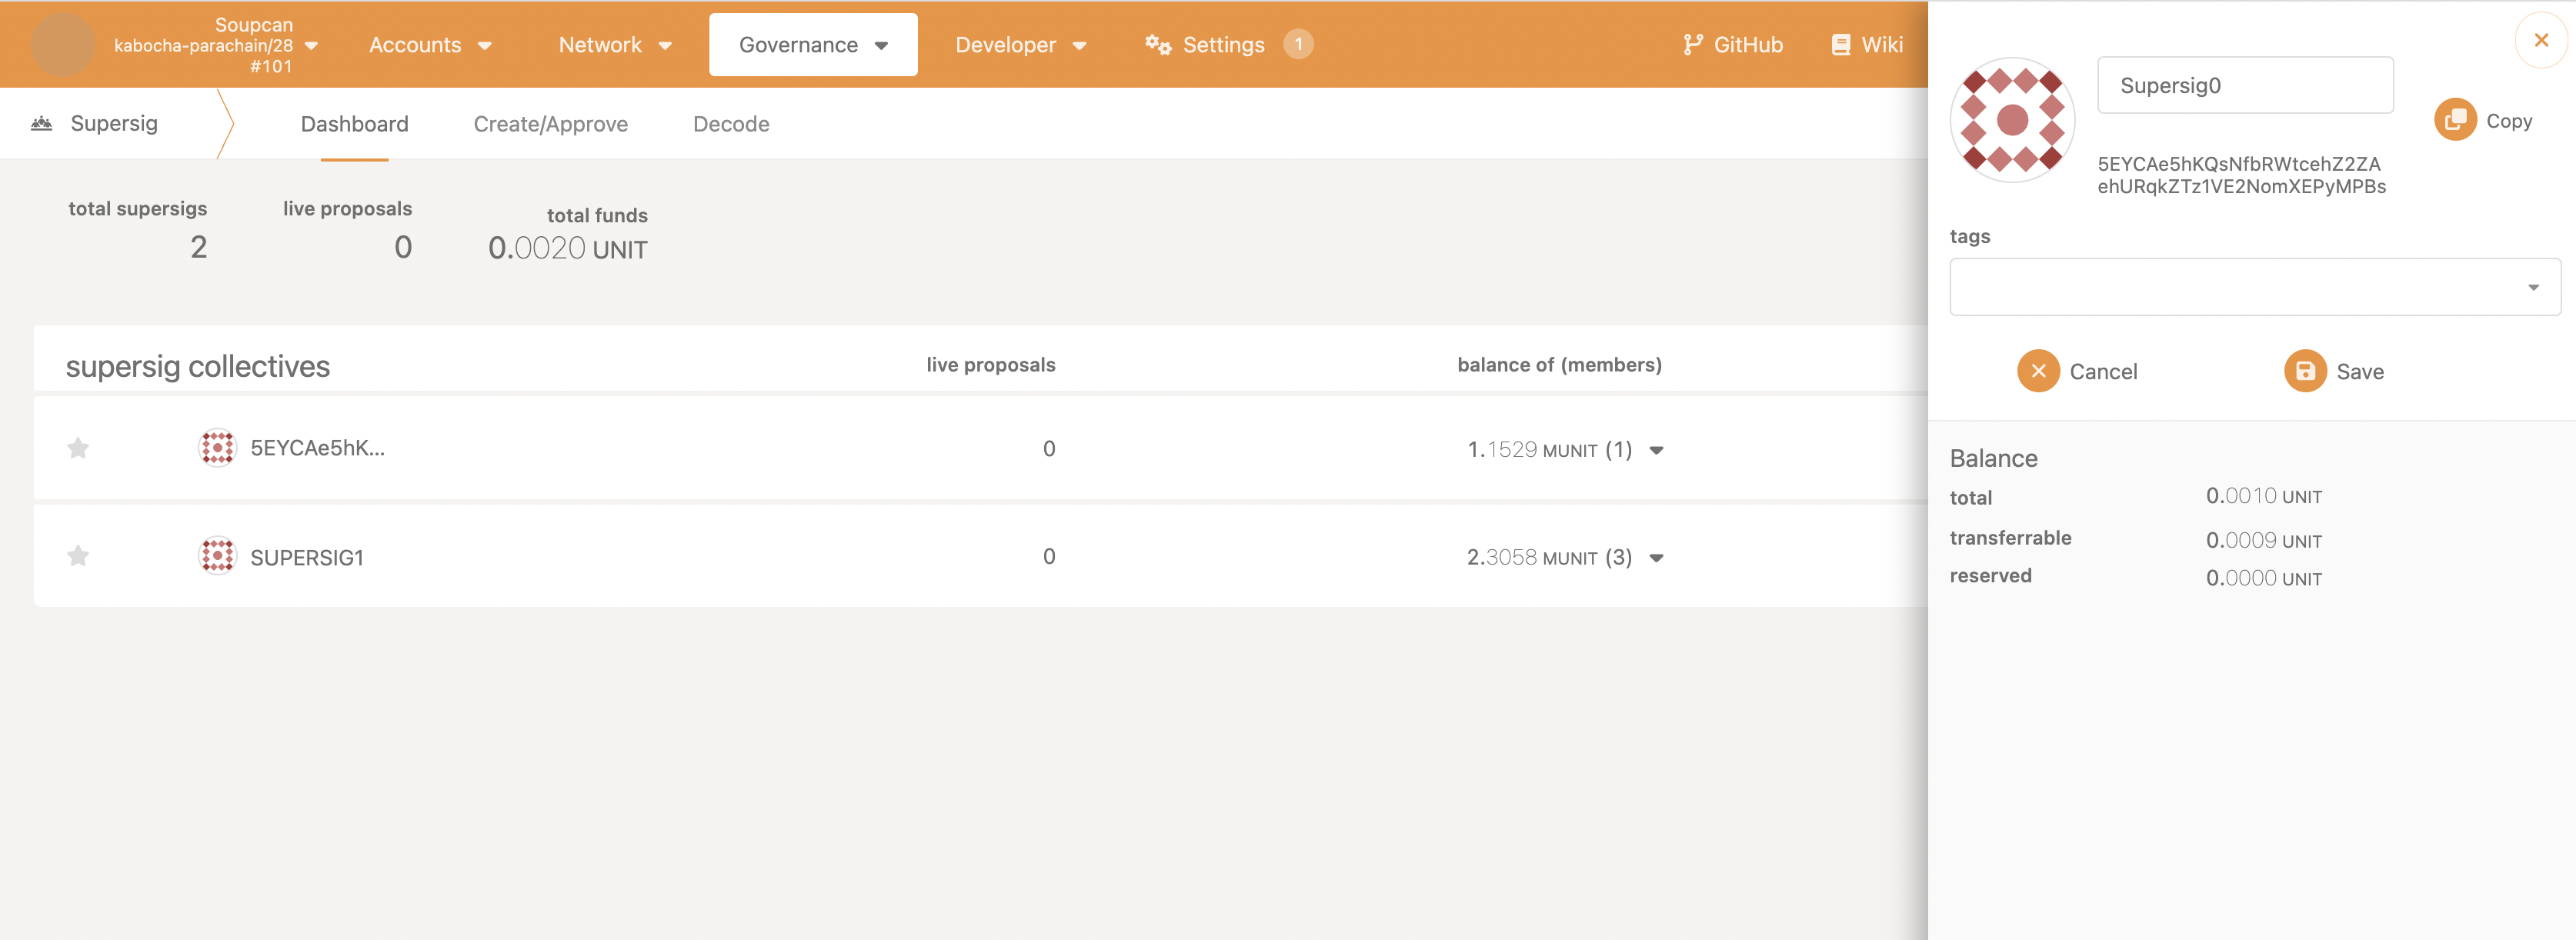 Soupcan
kabocha-parachain/28
#101
Accounts
Network
Governance
Developer
Settings 1
GitHub
Wiki
Supersig
Dashboard
Create/Approve
Decode
total supersigs
2
live proposals
0
total funds
0.0020 UNIT
supersig collectives
live proposals
balance of (members)
5EYCAe5hK...
0
1.1529 MUNIT (1)
SUPERSIG1
0
2.3058 MUNIT (3)
Supersig0
Copy
5EYCAe5hKQsNfbRWtcehZ2ZA
ehURqkZTz1VE2NomXEPyMPBs
tags
Cancel
Save
Balance
total 0.0010 UNIT
transferrable 0.0009 UNIT
reserved 0.0000 UNIT